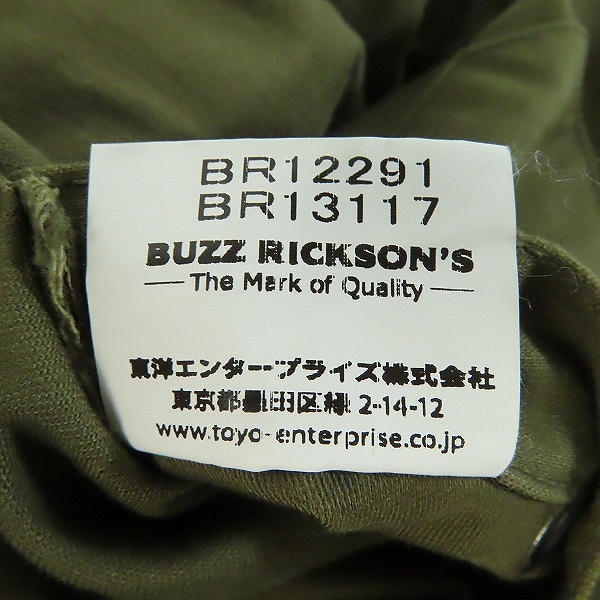 BR12291
BR13117
BUZZ RICKSON'S
The Mark of Quality
東洋エンタープライズ株式会社
東京都墨田区緑 2-14-12
www.toyo-enterprise.co.jp